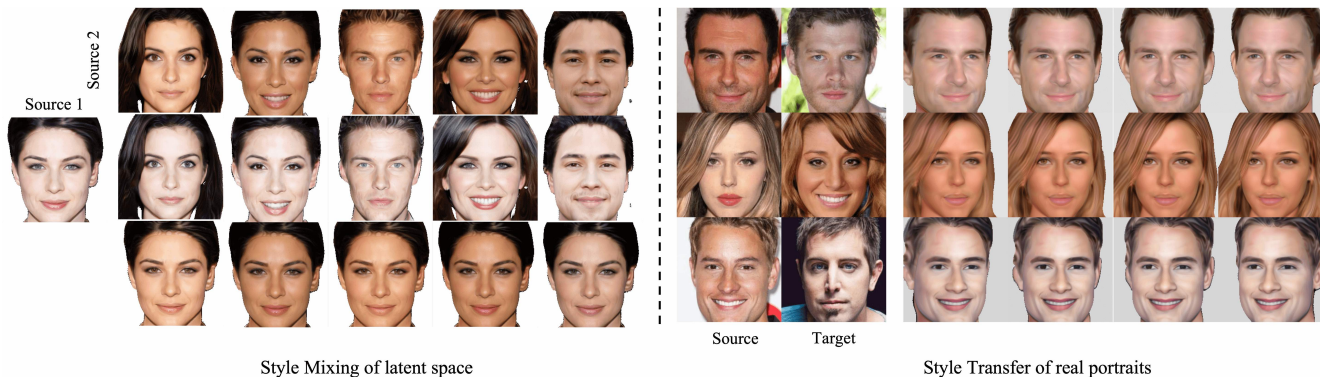 Source 2
Source 1
Source
Target
Style Mixing of latent space
Style Transfer of real portraits